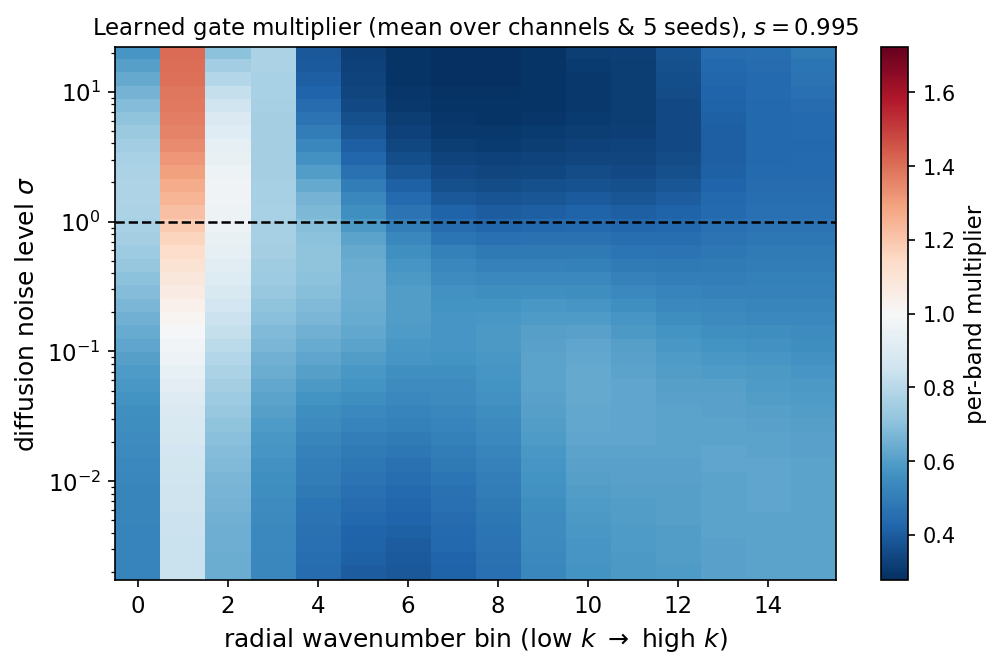 Learned gate multiplier (mean over channels & 5 seeds), s = 0.995
diffusion noise level σ
10¹
10⁰
10⁻¹
10⁻²
0 2 4 6 8 10 12 14
radial wavenumber bin (low k → high k)
1.6
1.4
1.2
1.0
0.8
0.6
0.4
per-band multiplier